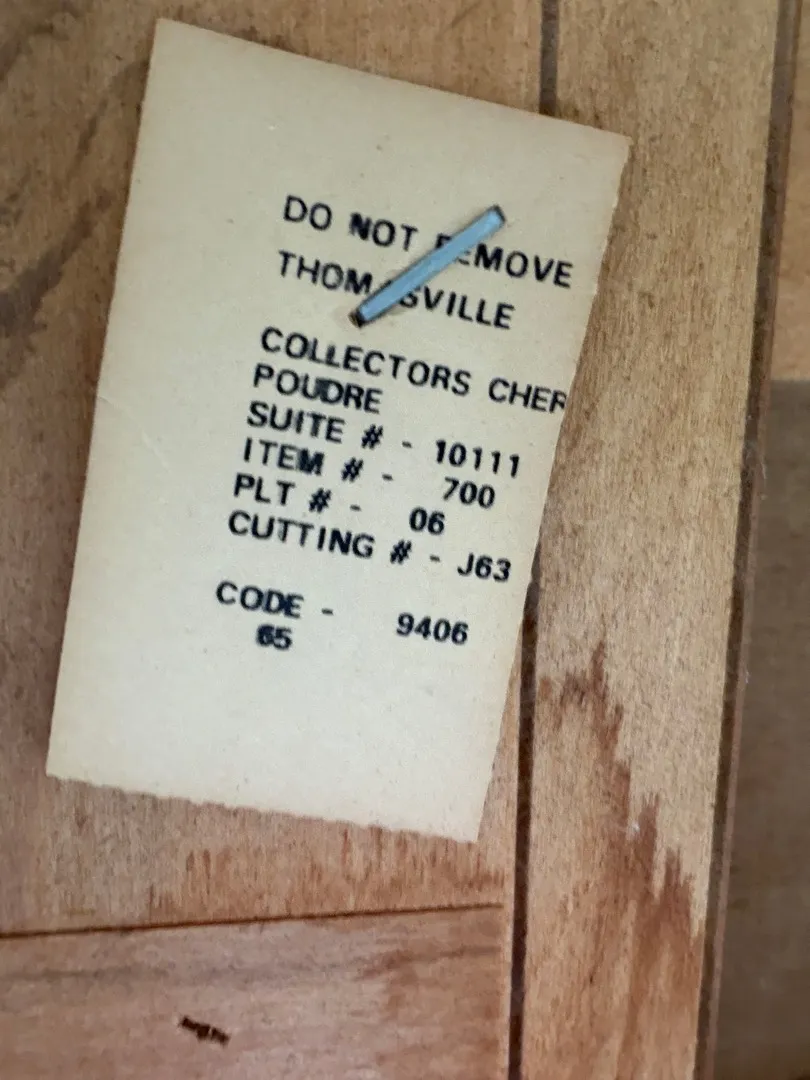 DO NOT REMOVE
THOMASVILLE
COLLECTORS CHER
POUDRE
SUITE # - 10111
ITEM # - 700
PLT # - 06
CUTTING # - J63
CODE - 9406
65